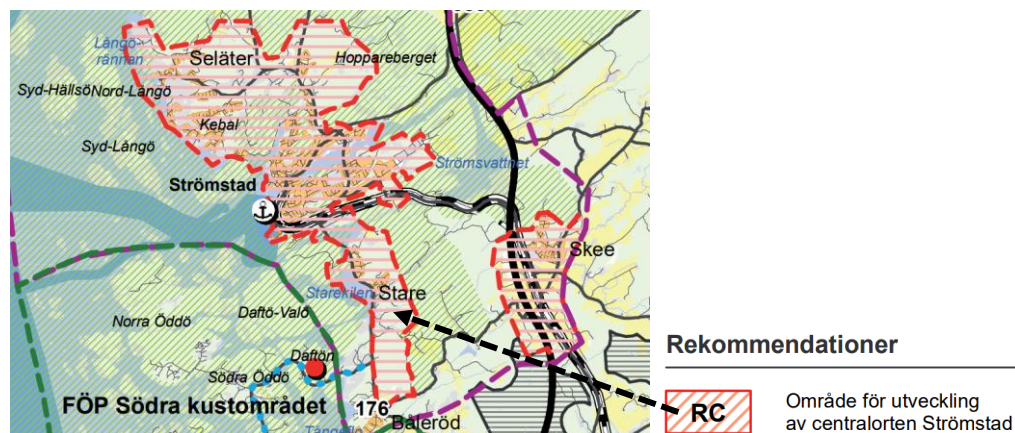 Långö-
rännan
Seläter
Hoppareberget
Syd-Hällsö
Nord-Långö
Kebal
Syd-Långö
Strömsvattnet
Strömstad
Skee
Starekilen
Stare
Daftö-Valö
Norra Öddö
Daftön
Södra Öddö
FÖP Södra kustområdet
176
Båleröd
Rekommendationer
RC
Område för utveckling
av centralorten Strömstad